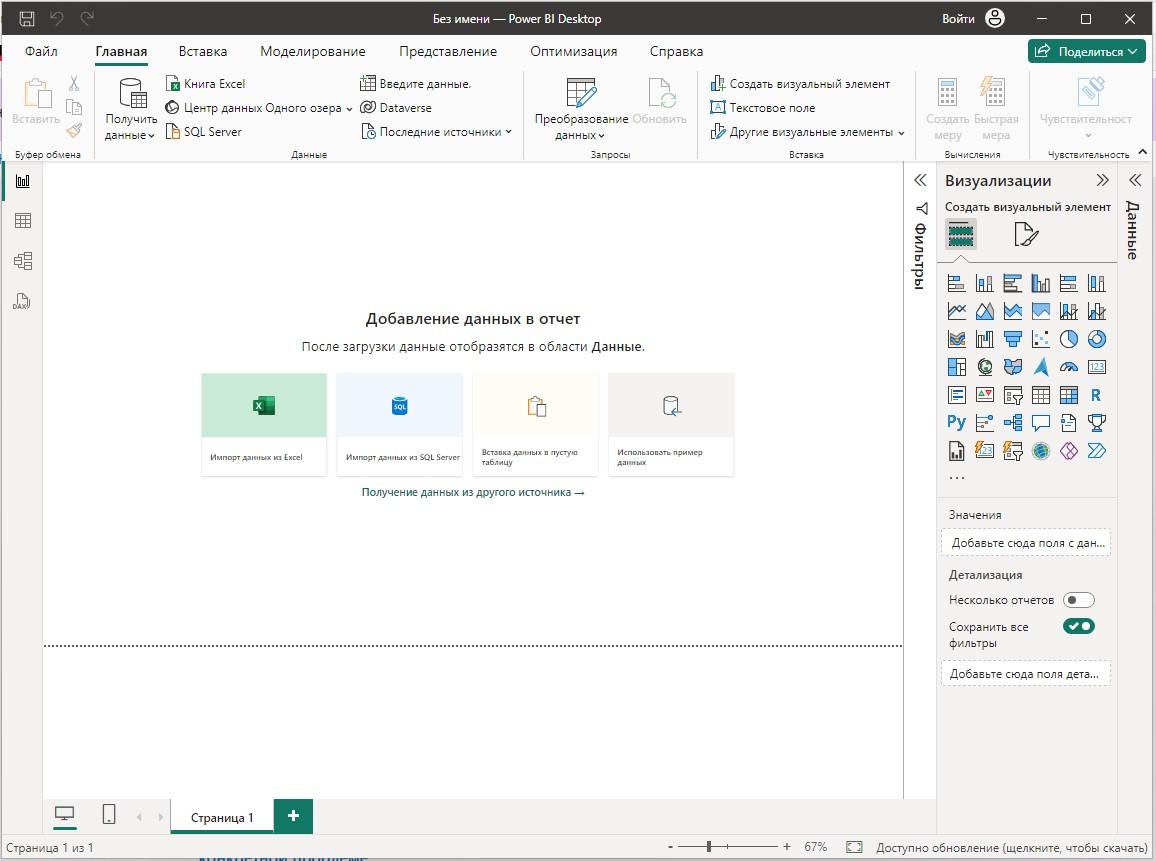 Без имени — Power BI Desktop
Войти
Файл Главная Вставка Моделирование Представление Оптимизация Справка
Поделиться
Вставить
Буфер обмена
Получить
данные
Книга Excel
Центр данных Одного озера
SQL Server
Введите данные.
Dataverse
Последние источники
Данные
Преобразование
данных
Обновить
Запросы
Создать визуальный элемент
Текстовое поле
Другие визуальные элементы
Вставка
Создать
меру
Быстрая
мера
Вычисления
Чувствительност
Чувствительность
DAX
Добавление данных в отчет
После загрузки данные отобразятся в области Данные.
SQL
Импорт данных из Excel
Импорт данных из SQL Server
Вставка данных в пустую
таблицу
Использовать пример
данных
Получение данных из другого источника →
Фильтры
Визуализации
Создать визуальный элемент
123
R
Py
123
...
Значения
Добавьте сюда поля с дан...
Детализация
Несколько отчетов
Сохранить все
фильтры
Добавьте сюда поля дета...
Данные
Страница 1
+
Страница 1 из 1
- + 67%
Доступно обновление (щелкните, чтобы скачать)